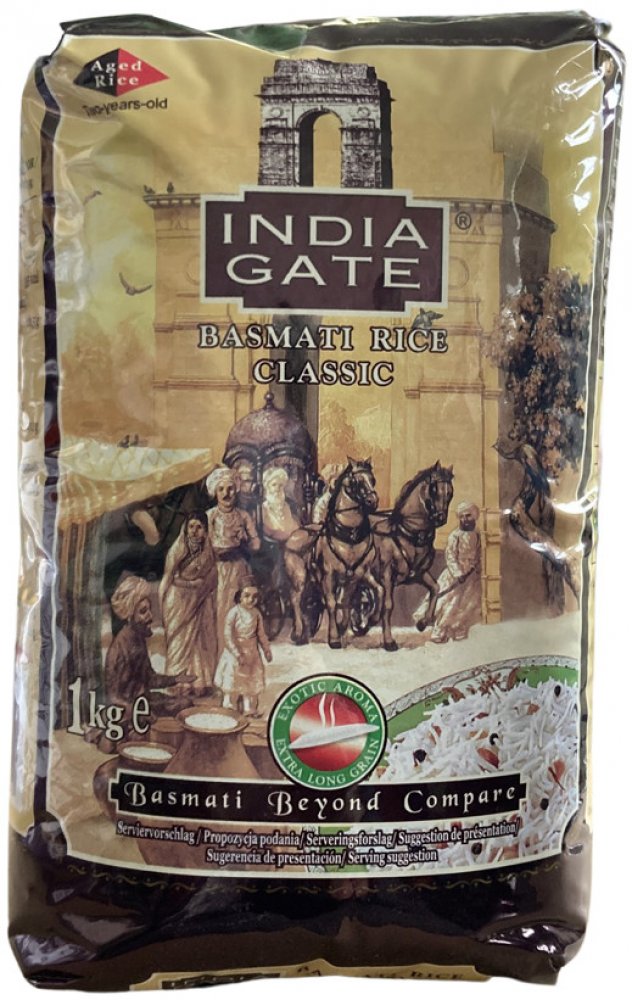 Aged
Rice
Two-years-old
INDIA
GATE
®
BASMATI RICE
CLASSIC
1kg e
EXOTIC AROMA
EXTRA LONG GRAIN
Basmati Beyond Compare
Serviervorschlag / Propozycja podania/ Serveringsforslag/ Suggestion de présentation/
Sugerencia de presentación/ Serving suggestion